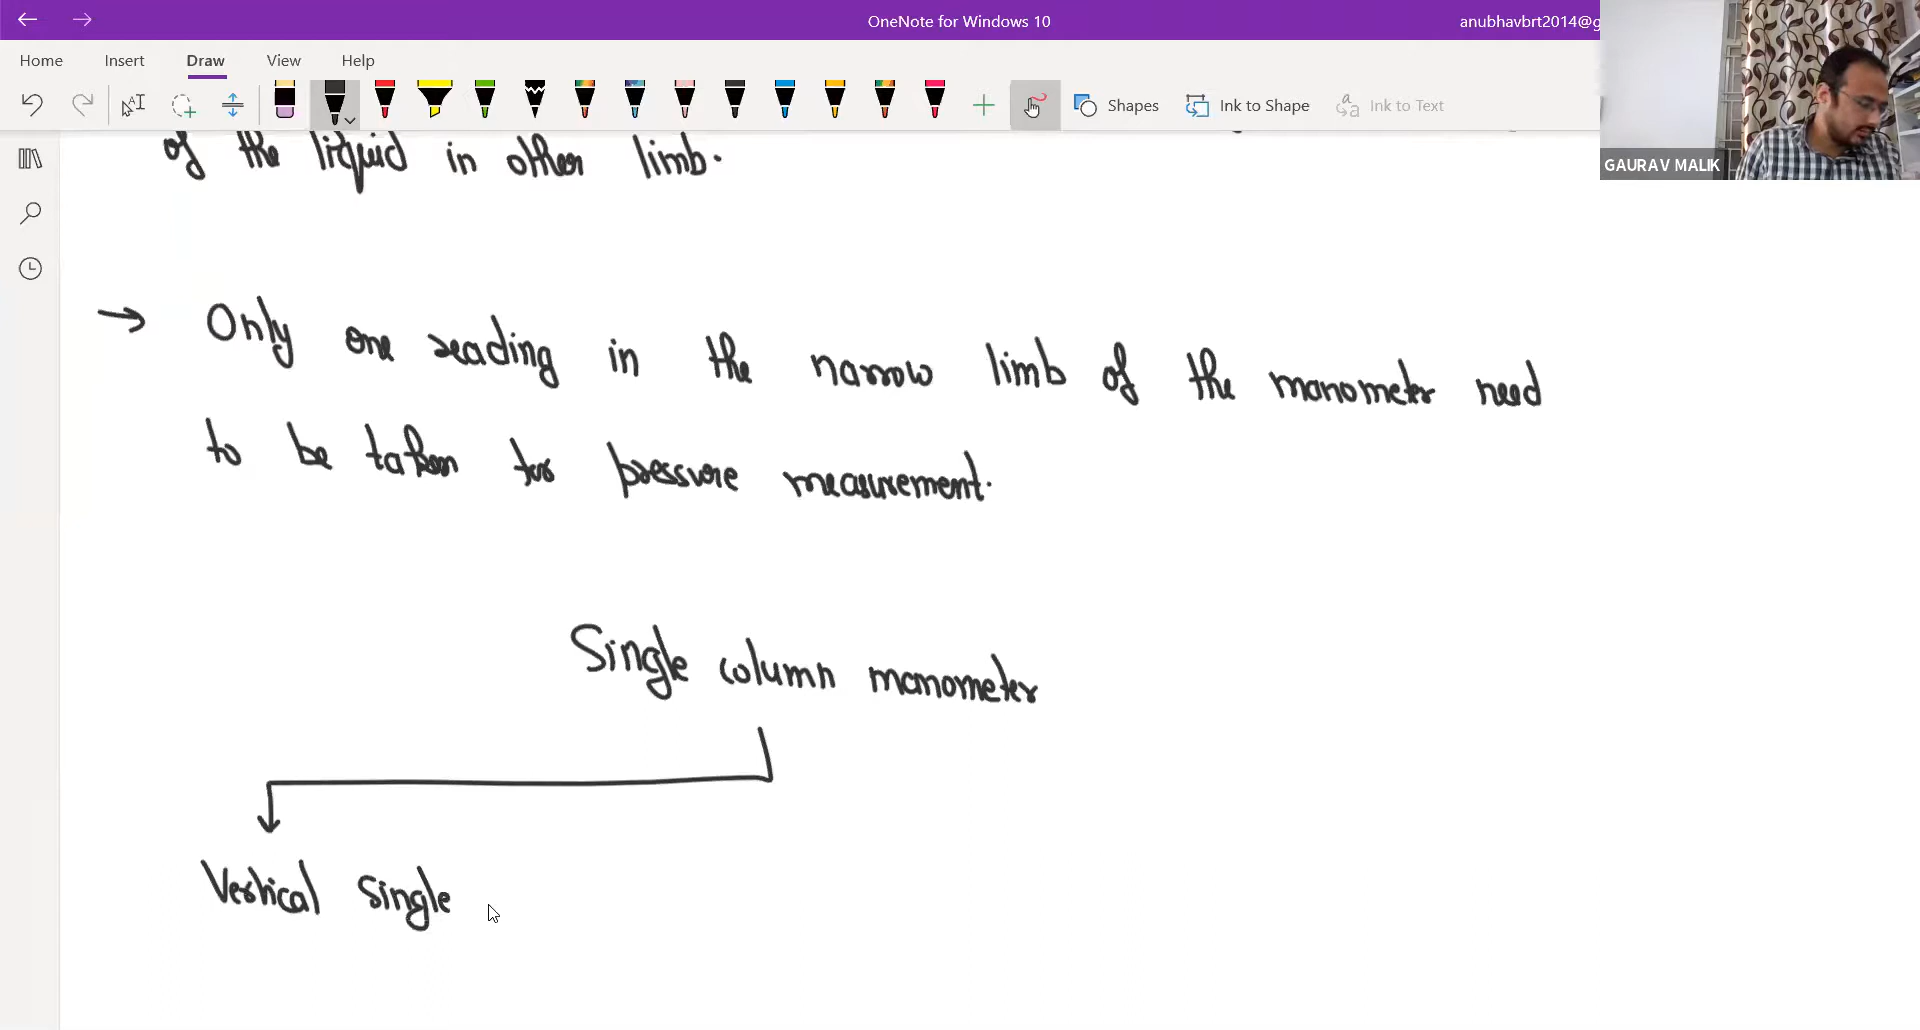 OneNote for Windows 10
anubhavbrt2014@g
Home Insert Draw View Help
Shapes Ink to Shape Ink to Text
GAURAV MALIK
of the liquid in other limb.
→ Only one reading in the narrow limb of the manometer need
to be taken for pressure measurement.
Single column manometer
Vertical Single